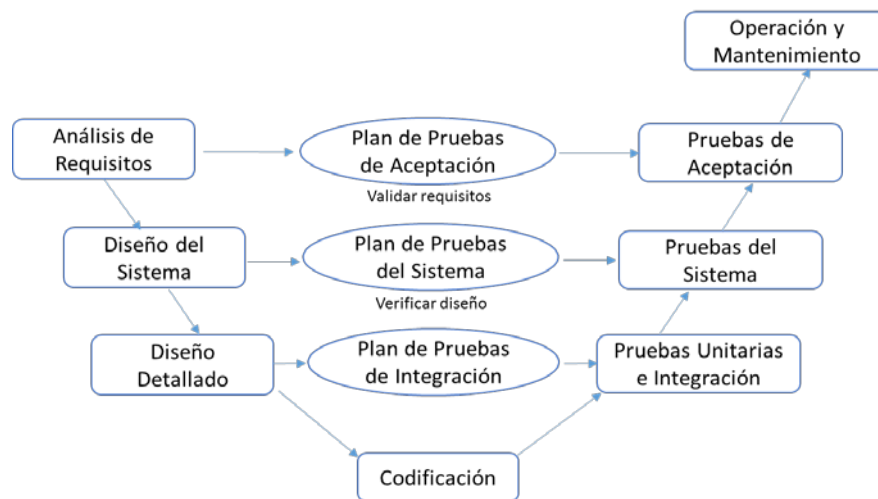 Operación y
Mantenimiento
Análisis de
Requisitos
Plan de Pruebas
de Aceptación
Validar requisitos
Pruebas de
Aceptación
Diseño del
Sistema
Plan de Pruebas
del Sistema
Verificar diseño
Pruebas del
Sistema
Diseño
Detallado
Plan de Pruebas
de Integración
Pruebas Unitarias
e Integración
Codificación